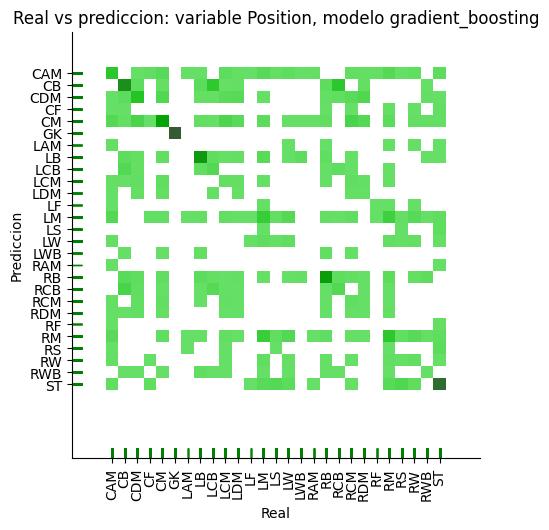 Real vs prediccion: variable Position, modelo gradient_boosting
Prediccion
CAM
CB
CDM
CF
CM
GK
LAM
LB
LCB
LCM
LDM
LF
LM
LS
LW
LWB
RAM
RB
RCB
RCM
RDM
RF
RM
RS
RW
RWB
ST
CAM
CB
CDM
CF
CM
GK
LAM
LB
LCB
LCM
LDM
LF
LM
LS
LW
LWB
RAM
RB
RCB
RCM
RDM
RF
RM
RS
RW
RWB
ST
Real